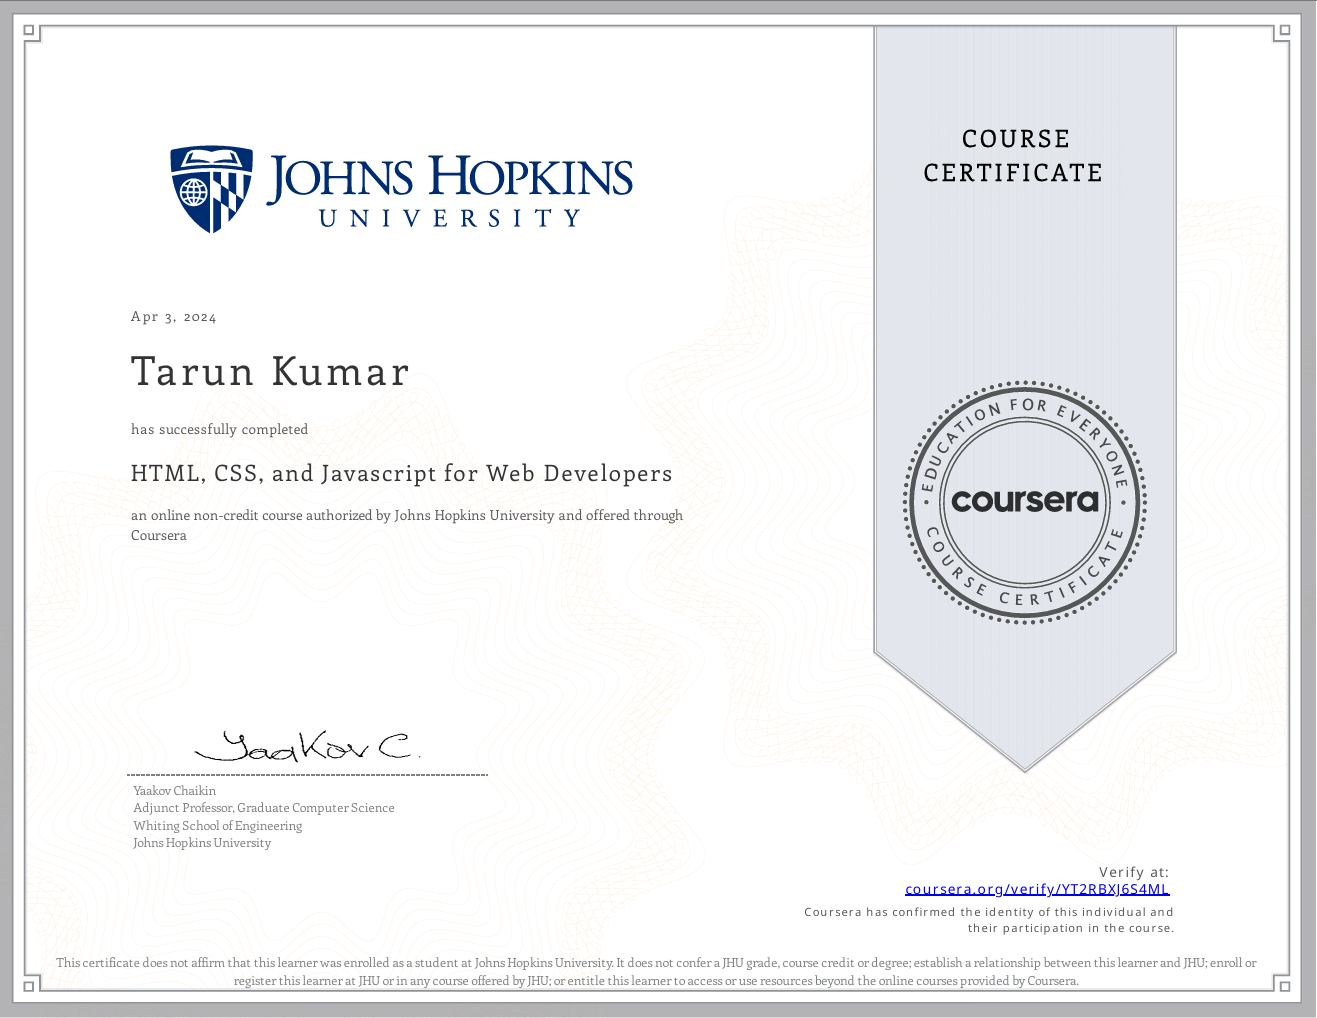 JOHNS HOPKINS
UNIVERSITY
COURSE
CERTIFICATE
Apr 3, 2024
Tarun Kumar
has successfully completed
HTML, CSS, and Javascript for Web Developers
an online non-credit course authorized by Johns Hopkins University and offered through
Coursera
EDUCATION FOR EVERYONE
coursera
COURSE CERTIFICATE
Yaakov C.
Yaakov Chaikin
Adjunct Professor, Graduate Computer Science
Whiting School of Engineering
Johns Hopkins University
Verify at:
coursera.org/verify/YT2RBXJ6S4ML
Coursera has confirmed the identity of this individual and
their participation in the course.
This certificate does not affirm that this learner was enrolled as a student at Johns Hopkins University. It does not confer a JHU grade, course credit or degree; establish a relationship between this learner and JHU; enroll or
register this learner at JHU or in any course offered by JHU; or entitle this learner to access or use resources beyond the online courses provided by Coursera.